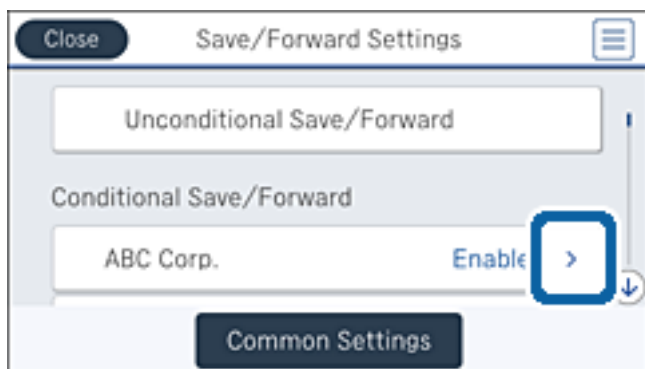 Close Save/Forward Settings
Unconditional Save/Forward
Conditional Save/Forward
ABC Corp. Enable
Common Settings